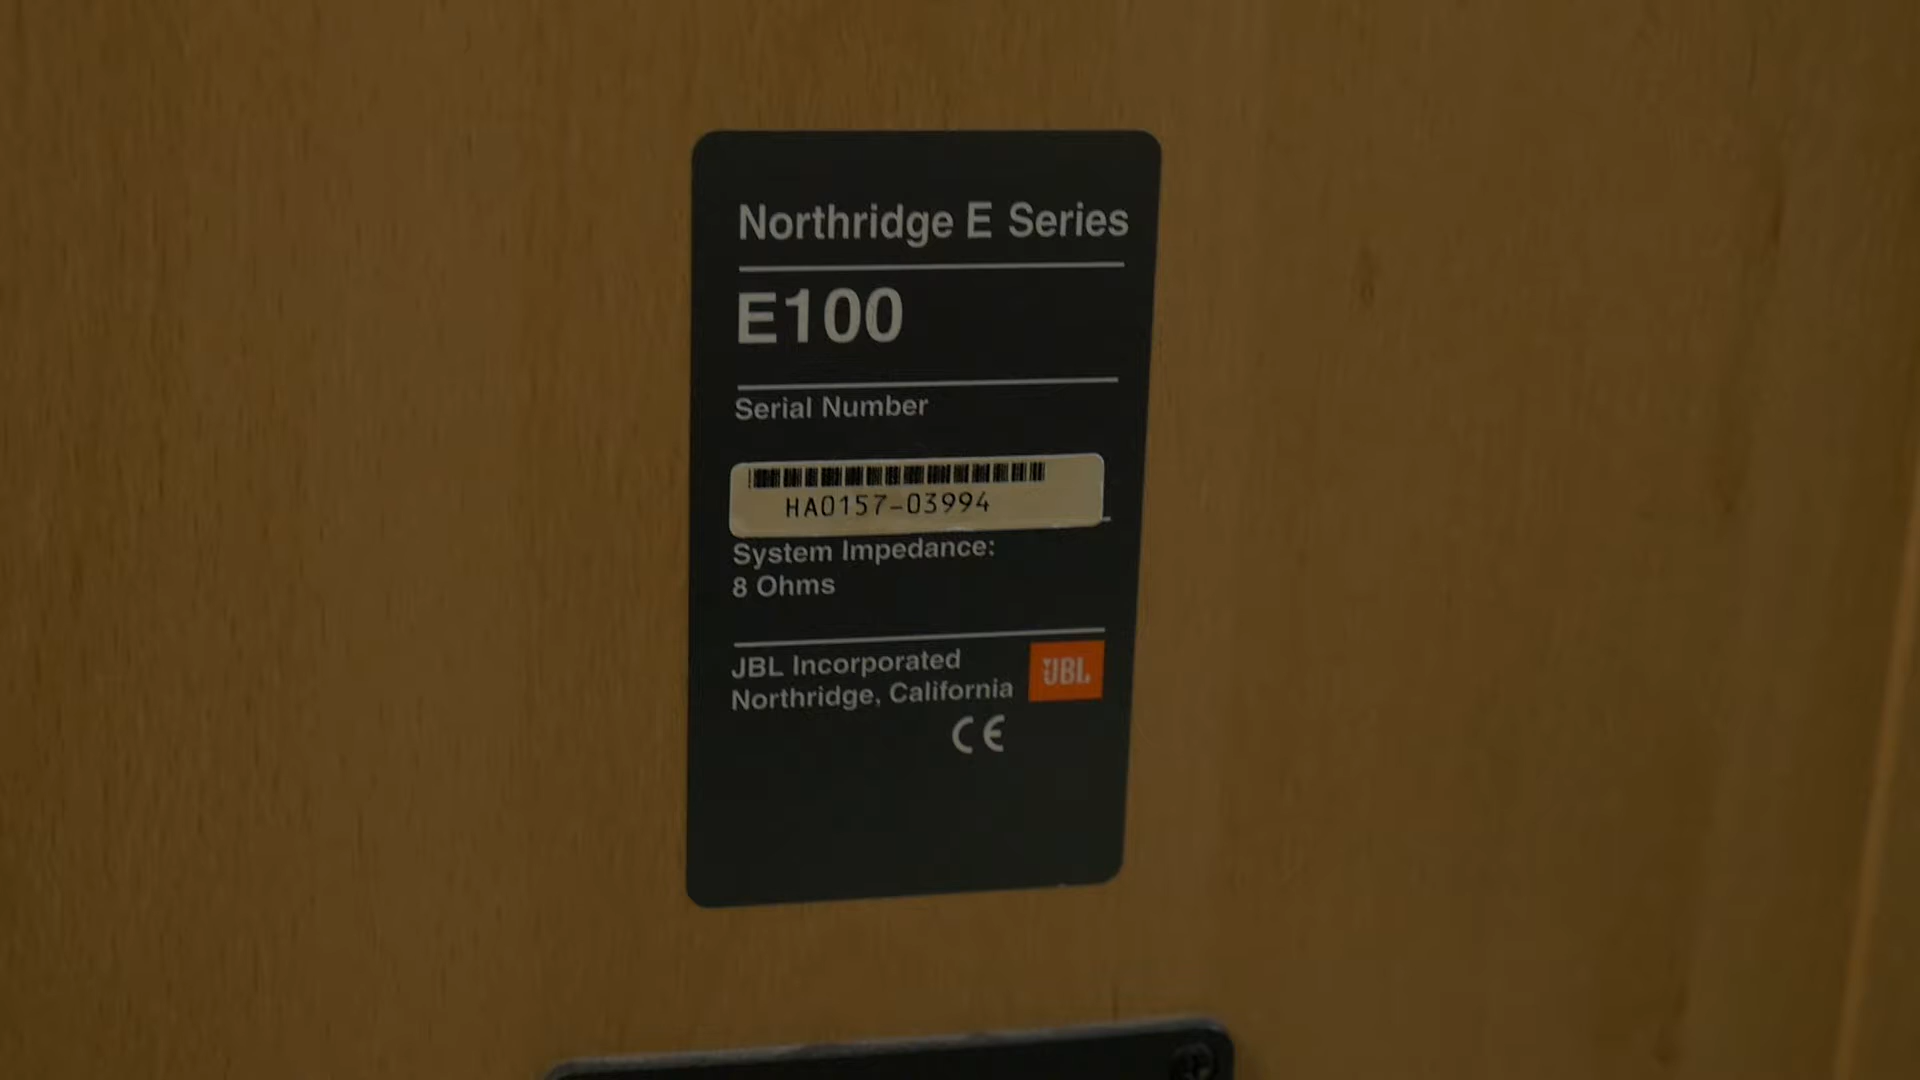 Northridge E Series
E100
Serial Number
HA0157-03994
System Impedance:
8 Ohms
JBL Incorporated
Northridge, California
JBL
CE